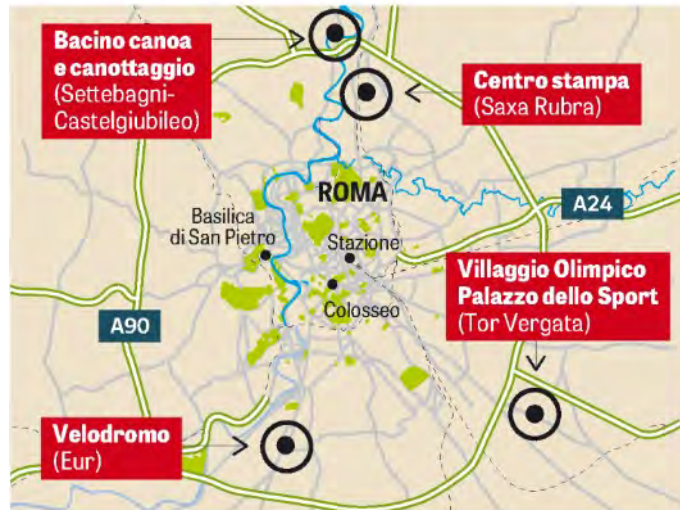 Bacino canoa
e canottaggio
(Settebagni-
Castelgiubileo)
Centro stampa
(Saxa Rubra)
ROMA
A24
Basilica
di San Pietro
Stazione
Villaggio Olimpico
Palazzo dello Sport
(Tor Vergata)
Colosseo
A90
Velodromo
(Eur)